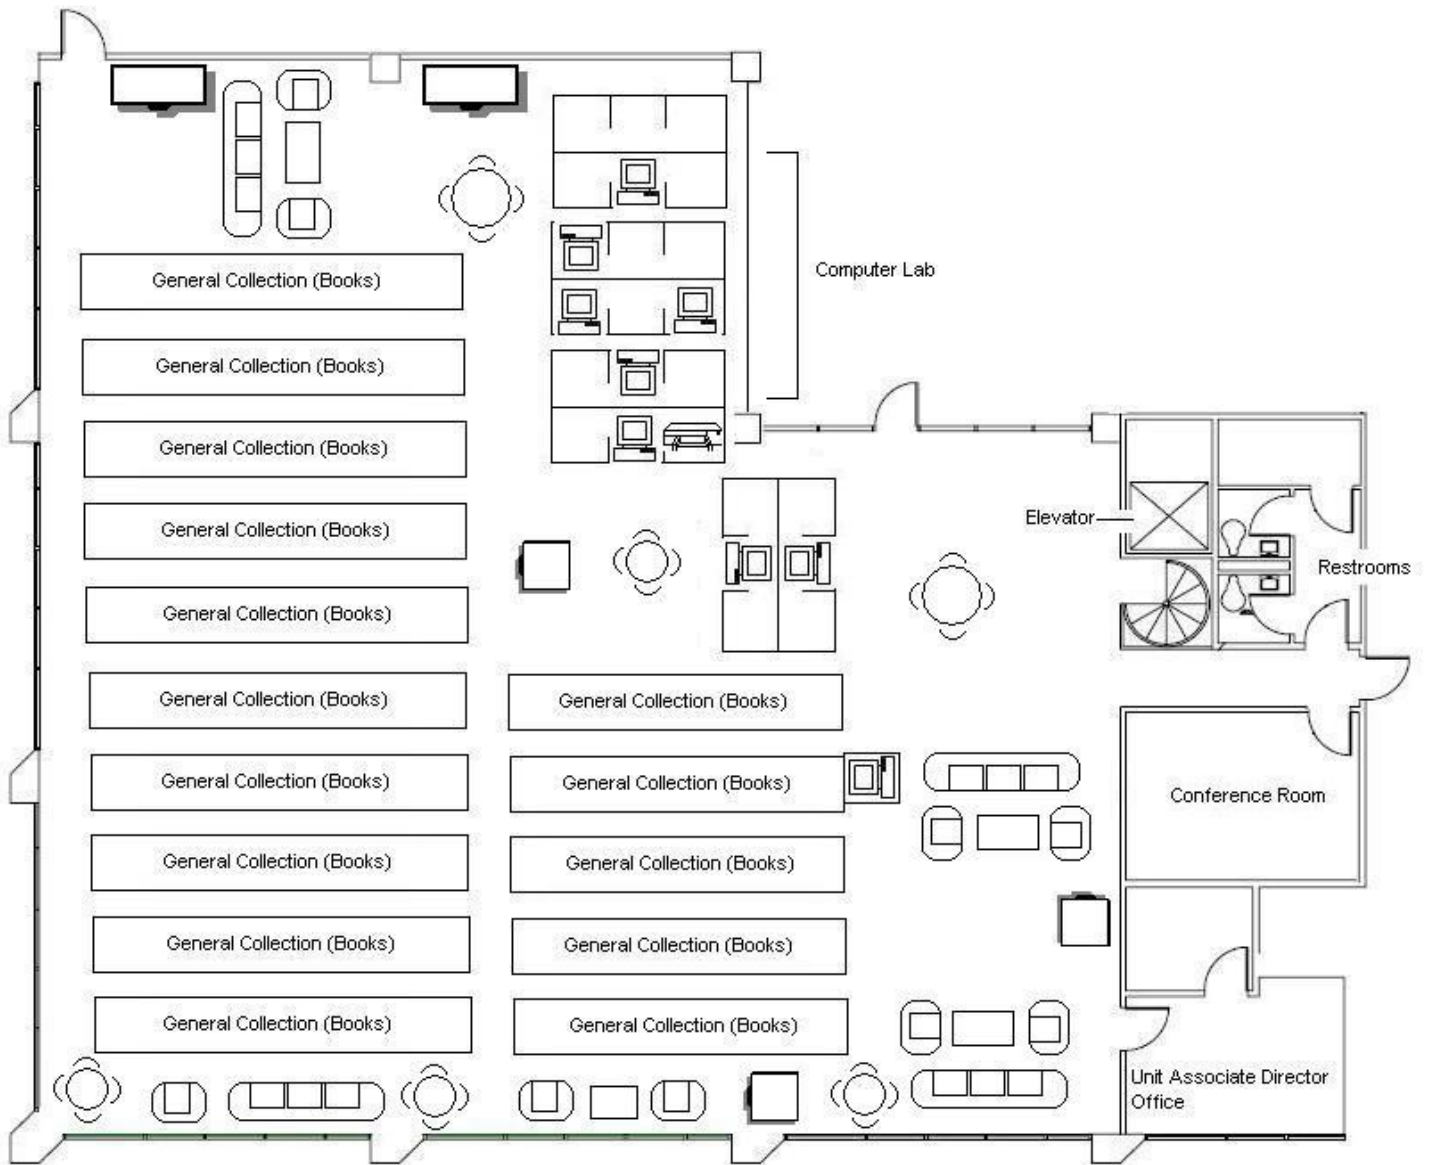 General Collection (Books)
Computer Lab
General Collection (Books)
General Collection (Books)
General Collection (Books)
Elevator
Restrooms
General Collection (Books)
General Collection (Books)
General Collection (Books)
General Collection (Books)
General Collection (Books)
Conference Room
General Collection (Books)
General Collection (Books)
General Collection (Books)
General Collection (Books)
General Collection (Books)
General Collection (Books)
Unit Associate Director
Office